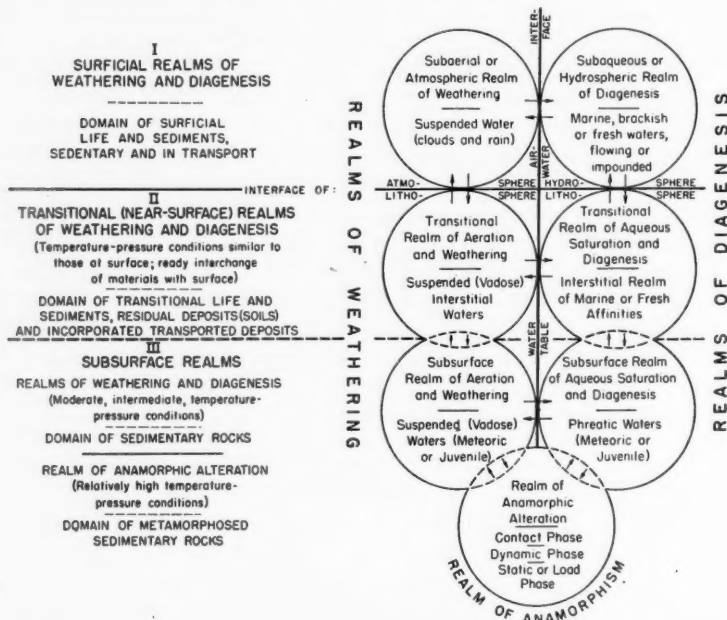 I
SURFICIAL REALMS OF
WEATHERING AND DIAGENESIS
DOMAIN OF SURFICIAL
LIFE AND SEDIMENTS,
SEDENTARY AND IN TRANSPORT
INTERFACE OF:
II
TRANSITIONAL (NEAR-SURFACE) REALMS
OF WEATHERING AND DIAGENESIS
(Temperature-pressure conditions similar to
those at surface; ready interchange
of materials with surface)
DOMAIN OF TRANSITIONAL LIFE AND
SEDIMENTS, RESIDUAL DEPOSITS(SOILS)
AND INCORPORATED TRANSPORTED DEPOSITS
III
SUBSURFACE REALMS
REALMS OF WEATHERING AND DIAGENESIS
(Moderate, intermediate, temperature-
pressure conditions)
DOMAIN OF SEDIMENTARY ROCKS
REALM OF ANAMORPHIC ALTERATION
(Relatively high temperature-
pressure conditions)
DOMAIN OF METAMORPHOSED
SEDIMENTARY ROCKS
REALMS OF WEATHERING
INTER-
FACE
Subaerial or
Atmospheric Realm
of Weathering
Suspended Water
(clouds and rain)
Subaqueous or
Hydrospheric Realm
of Diagenesis
Marine, brackish
or fresh waters,
flowing or
impounded
AIR-
WATER
ATMO- SPHERE HYDRO- SPHERE
LITHO- SPHERE LITHO- SPHERE
Transitional
Realm of Aeration
and Weathering
Suspended (Vadose)
Interstitial
Waters
Transitional
Realm of Aqueous
Saturation and
Diagenesis
Interstitial Realm
of Marine or Fresh
Affinities
WATER
TABLE
Subsurface
Realm of Aeration
and Weathering
Suspended (Vadose)
Waters (Meteoric
or Juvenile)
Subsurface Realm
of Aqueous Saturation
and Diagenesis
Phreatic Waters
(Meteoric or
Juvenile)
Realm of
Anamorphic
Alteration
Contact Phase
Dynamic Phase
Static or Load
Phase
REALM OF ANAMORPHISM
REALMS OF DIAGENESIS